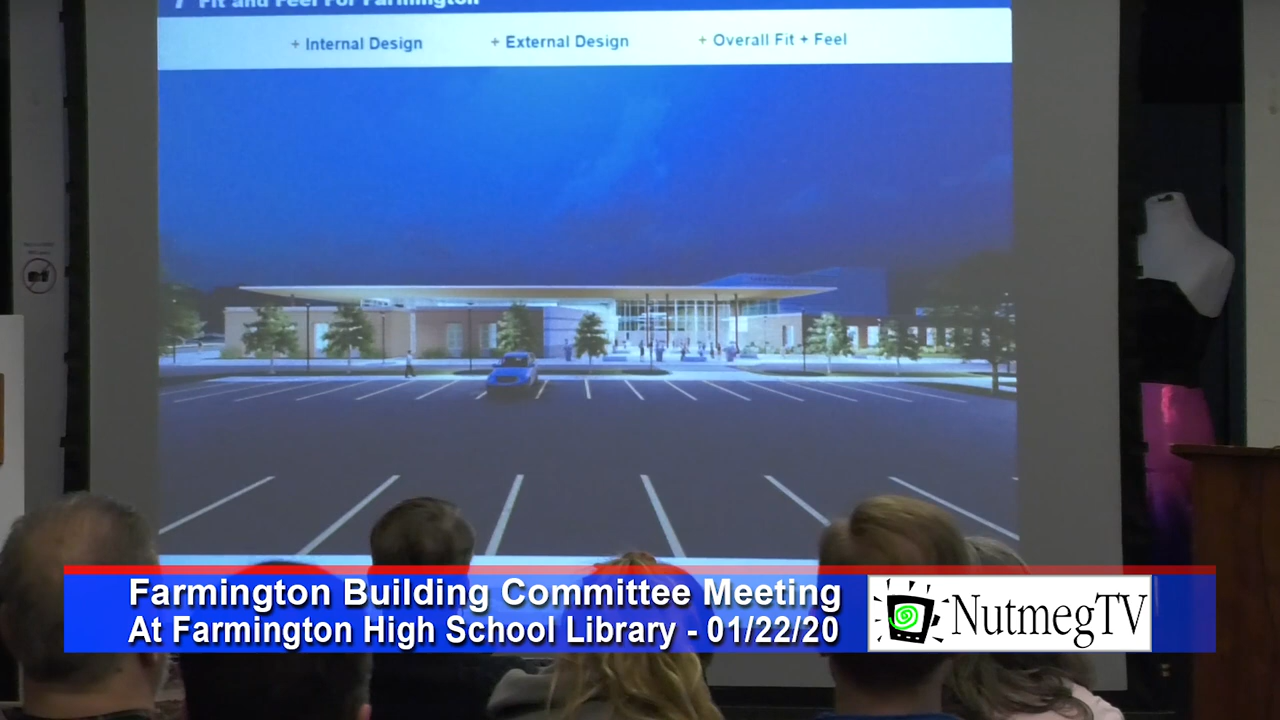 7 Fit and Feel For Farmington
+ Internal Design + External Design + Overall Fit + Feel
Farmington Building Committee Meeting
At Farmington High School Library - 01/22/20
NutmegTV